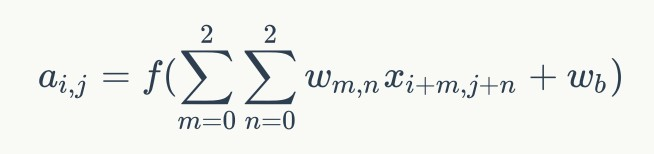 a_{i,j} = f(\sum_{m=0}^{2} \sum_{n=0}^{2} w_{m,n} x_{i+m,j+n} + w_b)